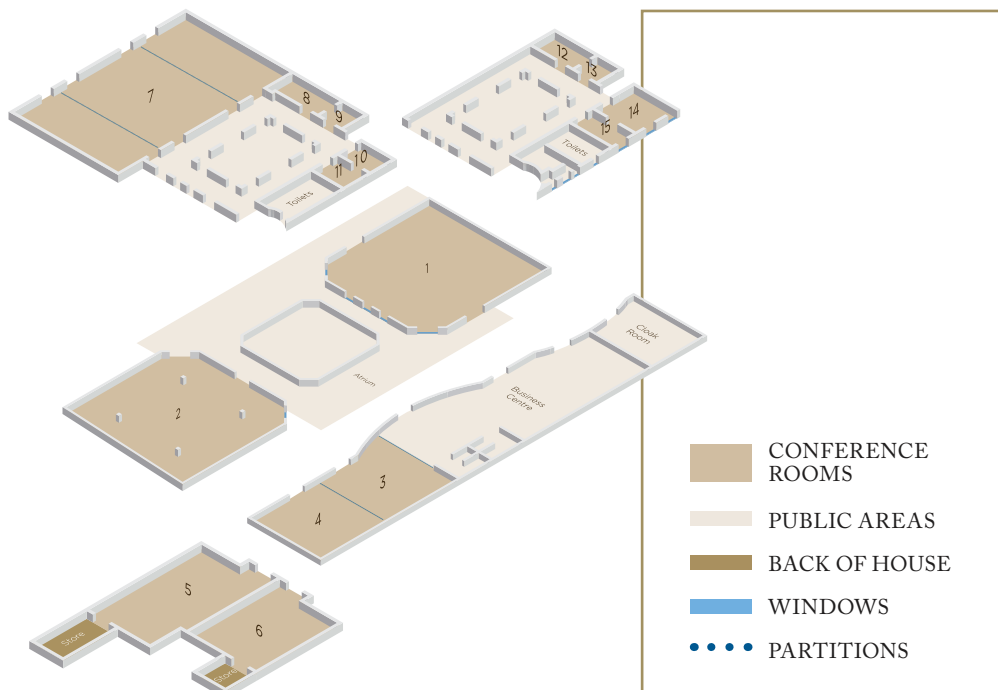 12
13
7
8
9
14
15
Toilets
10
11
Toilets
1
Atrium
Cloak
Room
Business
Centre
2
3
4
5
6
Store
Store
CONFERENCE
ROOMS
PUBLIC AREAS
BACK OF HOUSE
WINDOWS
PARTITIONS